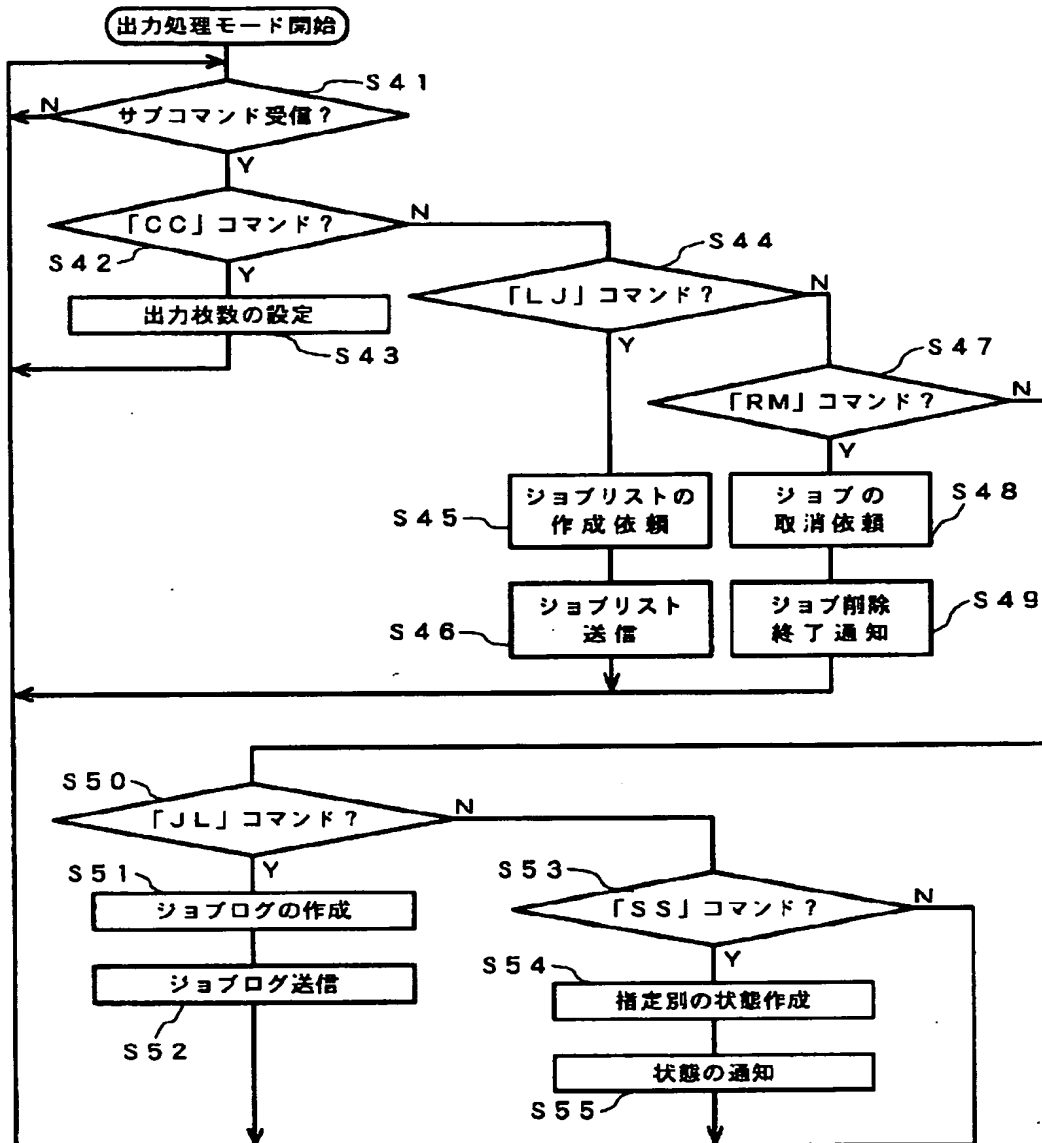 出力処理モード開始
S41
N
サブコマンド受信?
Y
「CC」コマンド?
N
S42
Y
出力枚数の設定
S43
S44
「LJ」コマンド?
N
Y
S47
「RM」コマンド?
N
Y
S45
ジョブリストの
作成依頼
ジョブの
取消依頼
S48
S46
ジョブリスト
送信
ジョブ削除
終了通知
S49
S50
「JL」コマンド?
N
Y
S51
ジョブログの作成
ジョブログ送信
S52
S53
「SS」コマンド?
N
Y
S54
指定別の状態作成
状態の通知
S55